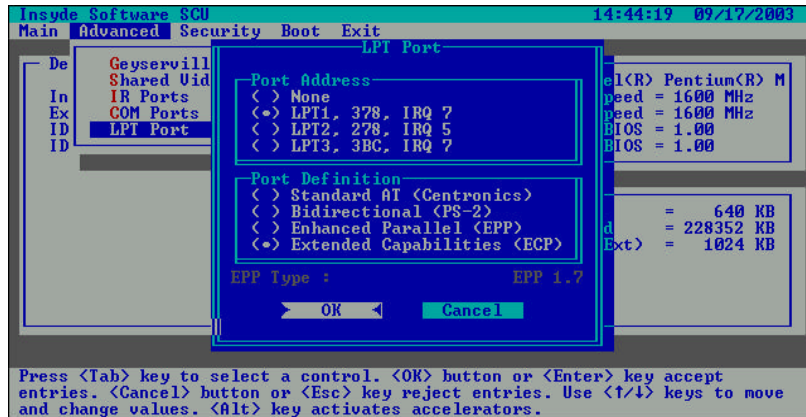 Insyde Software SCU 14:44:19 09/17/2003
Main Advanced Security Boot Exit
LPT Port
De Geyservill
Shared Vid Port Address el(R) Pentium(R) M
In IR Ports ( ) None peed = 1600 MHz
Ex COM Ports (•) LPT1, 378, IRQ 7 peed = 1600 MHz
ID LPT Port ( ) LPT2, 278, IRQ 5 BIOS = 1.00
ID ( ) LPT3, 3BC, IRQ 7 BIOS = 1.00
Port Definition
( ) Standard AT (Centronics)
( ) Bidirectional (PS-2) = 640 KB
( ) Enhanced Parallel (EPP) d = 228352 KB
(•) Extended Capabilities (ECP) Ext) = 1024 KB
EPP Type : EPP 1.7
OK Cancel
Press <Tab> key to select a control. <OK> button or <Enter> key accept
entries. <Cancel> button or <Esc> key reject entries. Use <↑/↓> keys to move
and change values. <Alt> key activates accelerators.